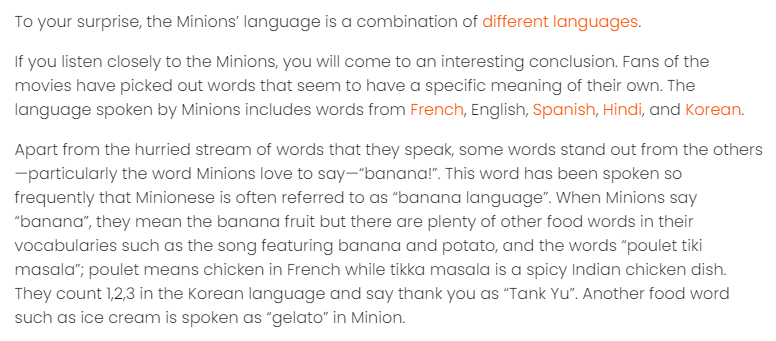 To your surprise, the Minions’ language is a combination of different languages.
If you listen closely to the Minions, you will come to an interesting conclusion. Fans of the
movies have picked out words that seem to have a specific meaning of their own. The
language spoken by Minions includes words from French, English, Spanish, Hindi, and Korean.
Apart from the hurried stream of words that they speak, some words stand out from the others
—particularly the word Minions love to say—“banana!”. This word has been spoken so
frequently that Minionese is often referred to as “banana language”. When Minions say
“banana”, they mean the banana fruit but there are plenty of other food words in their
vocabularies such as the song featuring banana and potato, and the words “poulet tiki
masala”; poulet means chicken in French while tikka masala is a spicy Indian chicken dish.
They count 1,2,3 in the Korean language and say thank you as “Tank Yu”. Another food word
such as ice cream is spoken as “gelato” in Minion.